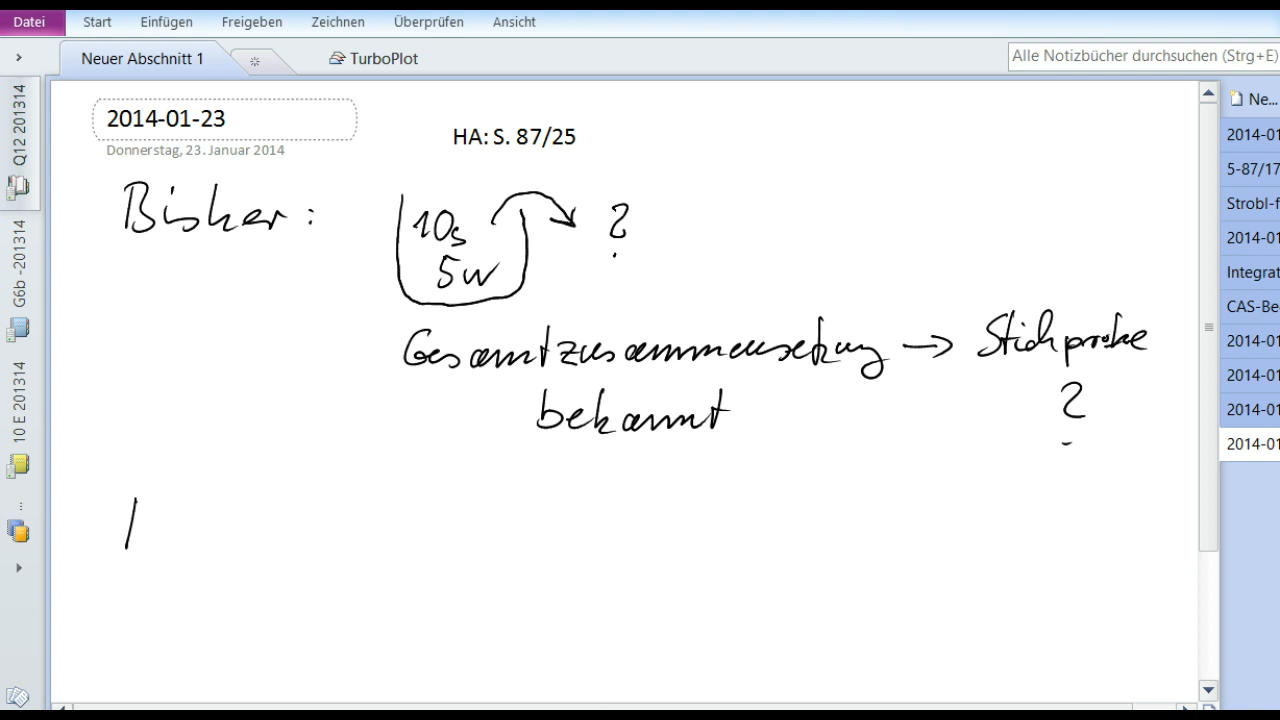 Datei Start Einfügen Freigeben Zeichnen Überprüfen Ansicht
Neuer Abschnitt 1 TurboPlot Alle Notizbücher durchsuchen (Strg+E)
Q12 201314
G6b -201314
10 E 201314
2014-01-23
Donnerstag, 23. Januar 2014
HA: S. 87/25
Bisher: 10s ?
5w
Gesamtzusammensetzung → Stichprobe
bekannt ?
Ne...
2014-01
5-87/17
Strobl-f
2014-01
Integrat
CAS-Be
2014-01
2014-01
2014-01
2014-01